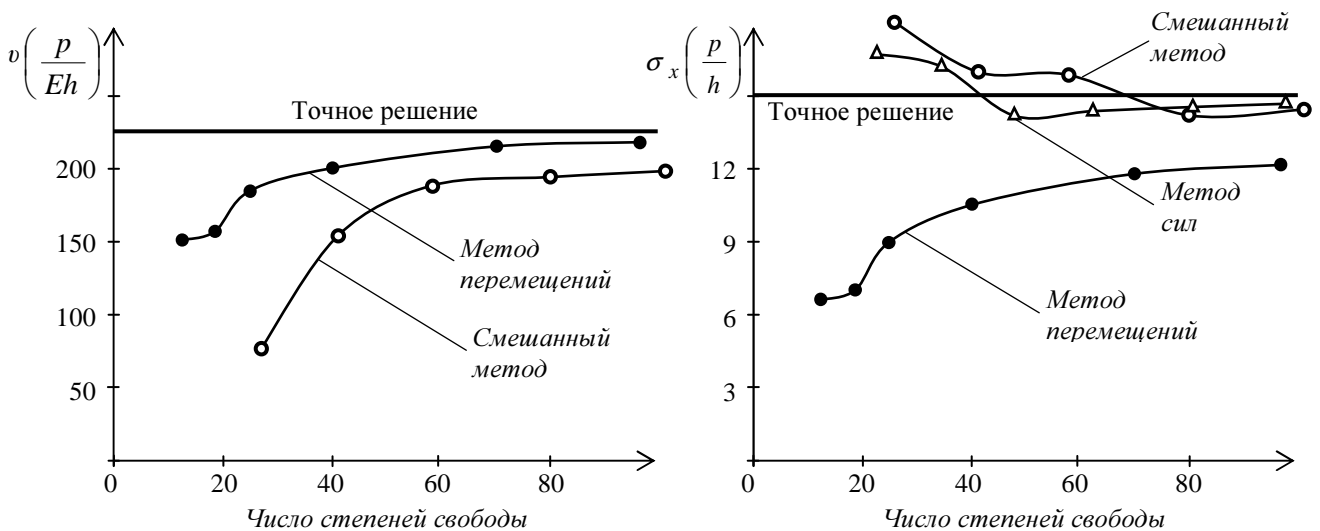 v(p/Eh)
Точное решение
200
150
100
50
0
20
40
60
80
Метод
перемещений
Смешанный
метод
Число степеней свободы
σx(p/h)
Смешанный
метод
Точное решение
12
9
6
3
0
20
40
60
80
Метод
сил
Метод
перемещений
Число степеней свободы